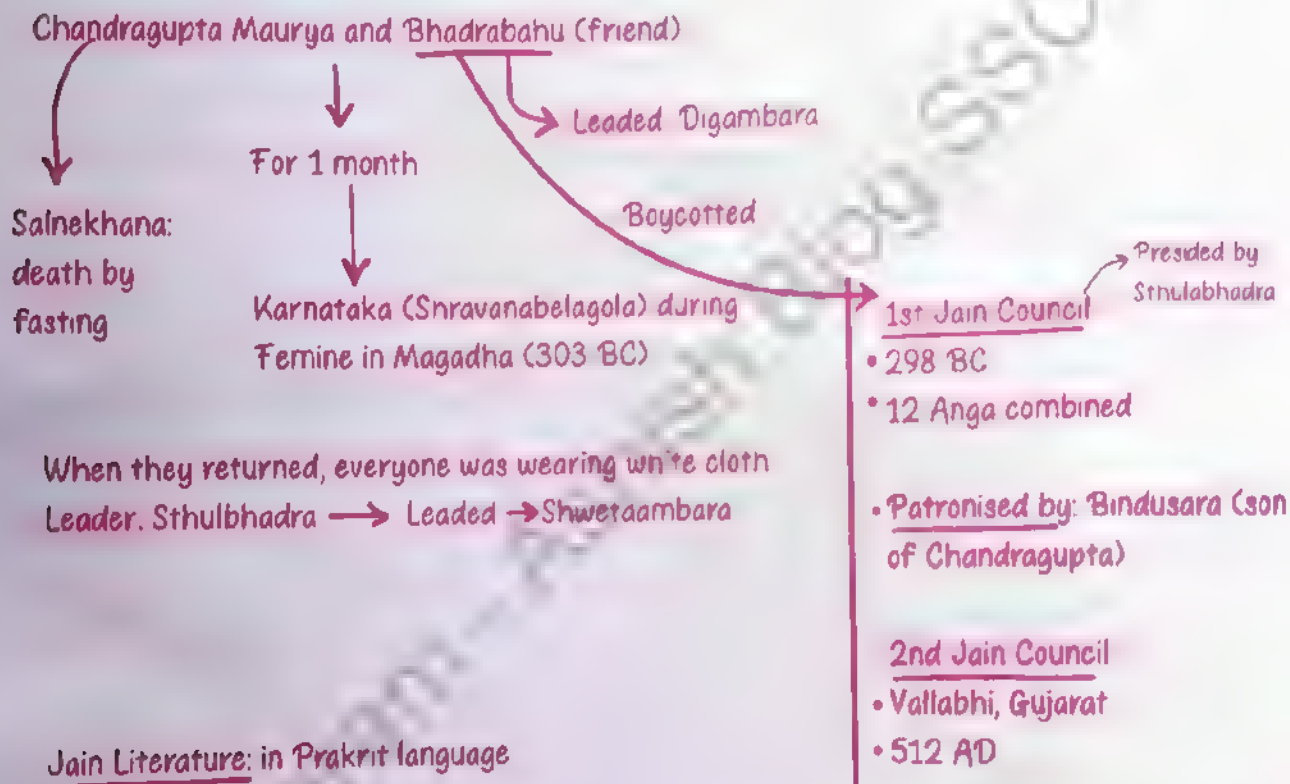 Chandragupta Maurya and Bhadrabahu (friend)
Leaded Digambara
For 1 month
Salnekhana:
death by
fasting
Boycotted
Karnataka (Snravanabelagola) during
Femine in Magadha (303 BC)
When they returned, everyone was wearing wnite cloth
Leader. Sthulbhadra → Leaded → Shwetaambara
Jain Literature: in Prakrit language
Presided by
Sthulabhadra
1st Jain Council
• 298 BC
• 12 Anga combined
• Patronised by: Bindusara (son
of Chandragupta)
2nd Jain Council
• Vallabhi, Gujarat
• 512 AD